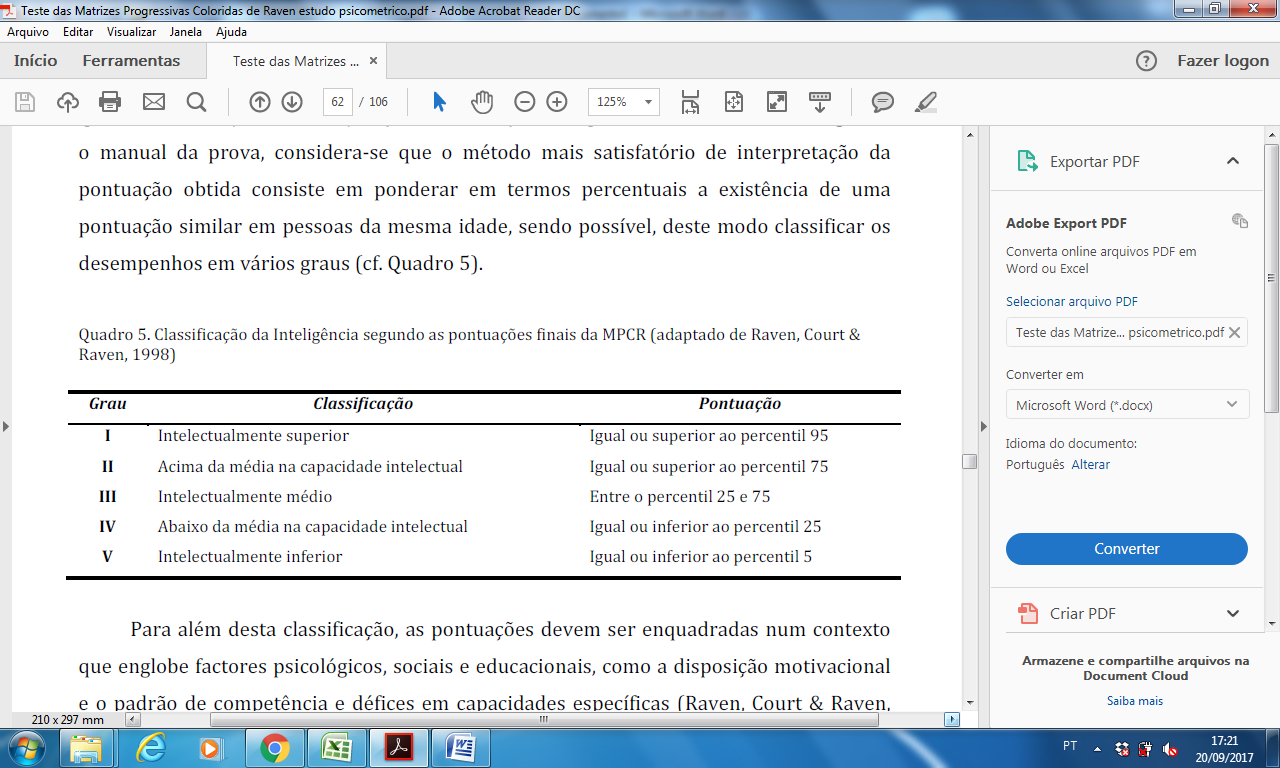 Teste das Matrizes Progressivas Coloridas de Raven estudo psicometrico.pdf - Adobe Acrobat Reader DC
Arquivo Editar Visualizar Janela Ajuda
Início Ferramentas Teste das Matrizes ... × ? Fazer logon
62 / 106 125%
o manual da prova, considera-se que o método mais satisfatório de interpretação da
pontuação obtida consiste em ponderar em termos percentuais a existência de uma
pontuação similar em pessoas da mesma idade, sendo possível, deste modo classificar os
desempenhos em vários graus (cf. Quadro 5).
Quadro 5. Classificação da Inteligência segundo as pontuações finais da MPCR (adaptado de Raven, Court &
Raven, 1998)
Grau Classificação Pontuação
I Intelectualmente superior Igual ou superior ao percentil 95
II Acima da média na capacidade intelectual Igual ou superior ao percentil 75
III Intelectualmente médio Entre o percentil 25 e 75
IV Abaixo da média na capacidade intelectual Igual ou inferior ao percentil 25
V Intelectualmente inferior Igual ou inferior ao percentil 5
Para além desta classificação, as pontuações devem ser enquadradas num contexto
que englobe factores psicológicos, sociais e educacionais, como a disposição motivacional
e o padrão de competência e défices em capacidades específicas (Raven, Court & Raven,
210 x 297 mm
Exportar PDF
Adobe Export PDF
Converta online arquivos PDF em
Word ou Excel
Selecionar arquivo PDF
Teste das Matrize... psicometrico.pdf
Converter em
Microsoft Word (*.docx)
Idioma do documento:
Português Alterar
Converter
Criar PDF
Armazene e compartilhe arquivos na
Document Cloud
Saiba mais
PT
17:21
20/09/2017